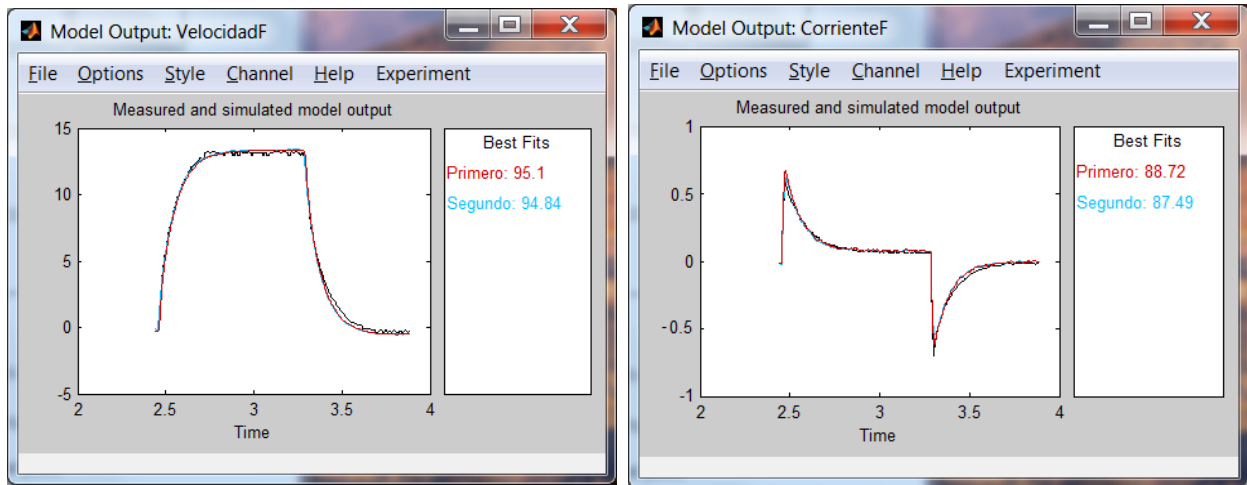 Model Output: VelocidadF
File Options Style Channel Help Experiment
Measured and simulated model output
15
10
5
0
-5
2 2.5 3 3.5 4
Time
Best Fits
Primero: 95.1
Segundo: 94.84
Model Output: CorrienteF
File Options Style Channel Help Experiment
Measured and simulated model output
1
0.5
0
-0.5
-1
2 2.5 3 3.5 4
Time
Best Fits
Primero: 88.72
Segundo: 87.49